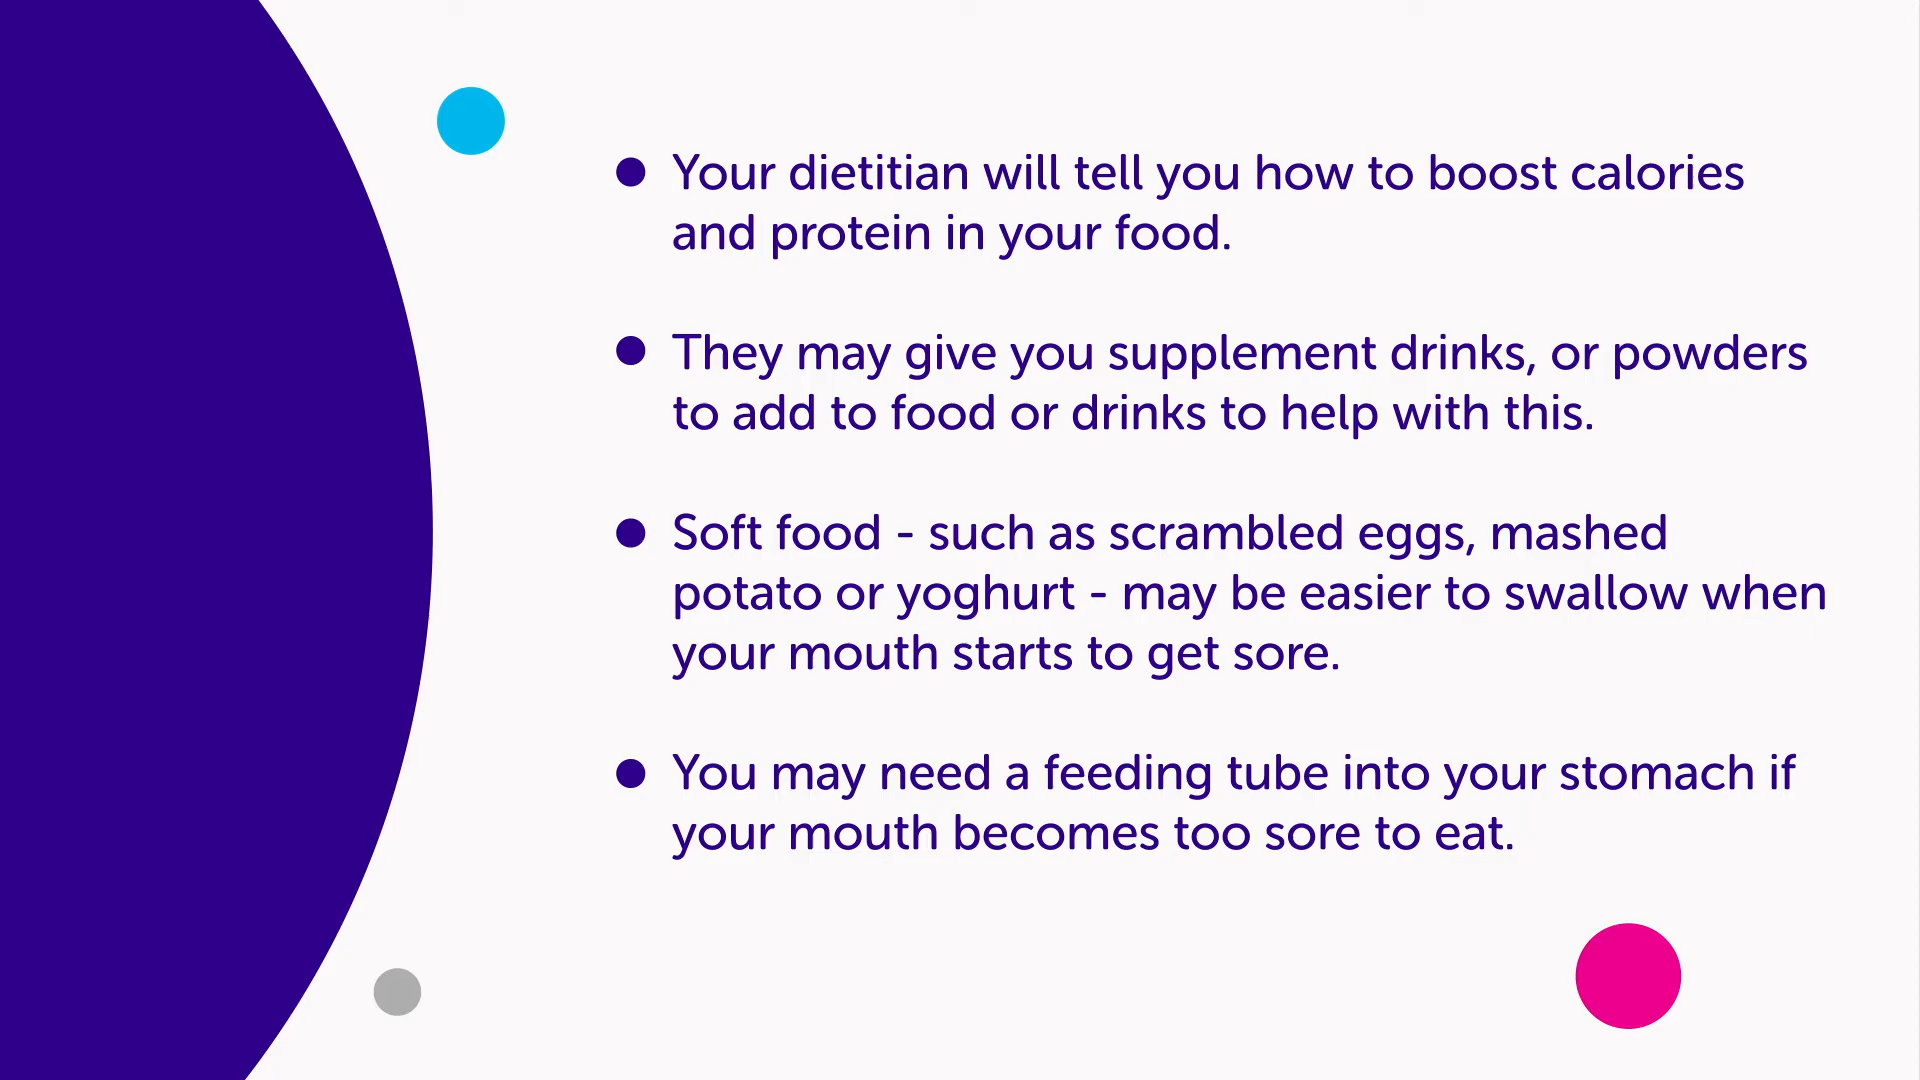 ● Your dietitian will tell you how to boost calories
and protein in your food.
● They may give you supplement drinks, or powders
to add to food or drinks to help with this.
● Soft food - such as scrambled eggs, mashed
potato or yoghurt - may be easier to swallow when
your mouth starts to get sore.
● You may need a feeding tube into your stomach if
your mouth becomes too sore to eat.